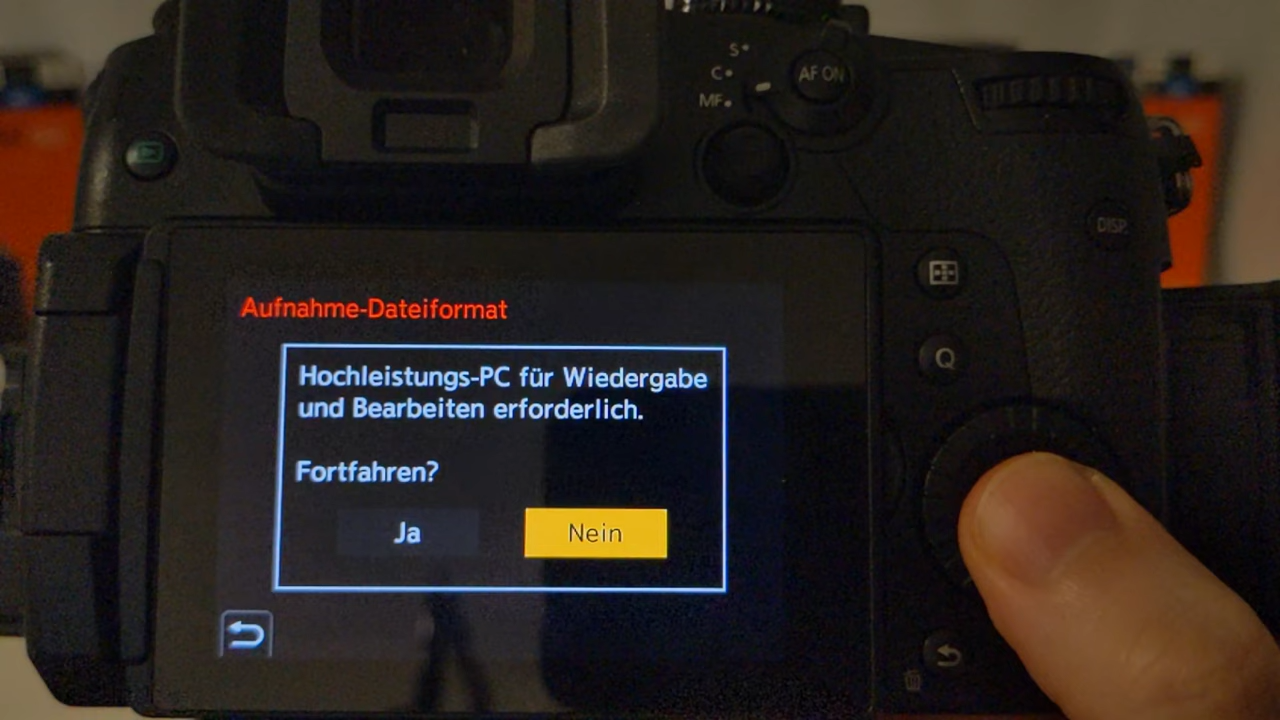 S
C
MF
AF ON
DISP.
Aufnahme-Dateiformat
Hochleistungs-PC für Wiedergabe
und Bearbeiten erforderlich.
Fortfahren?
Ja
Nein
Q